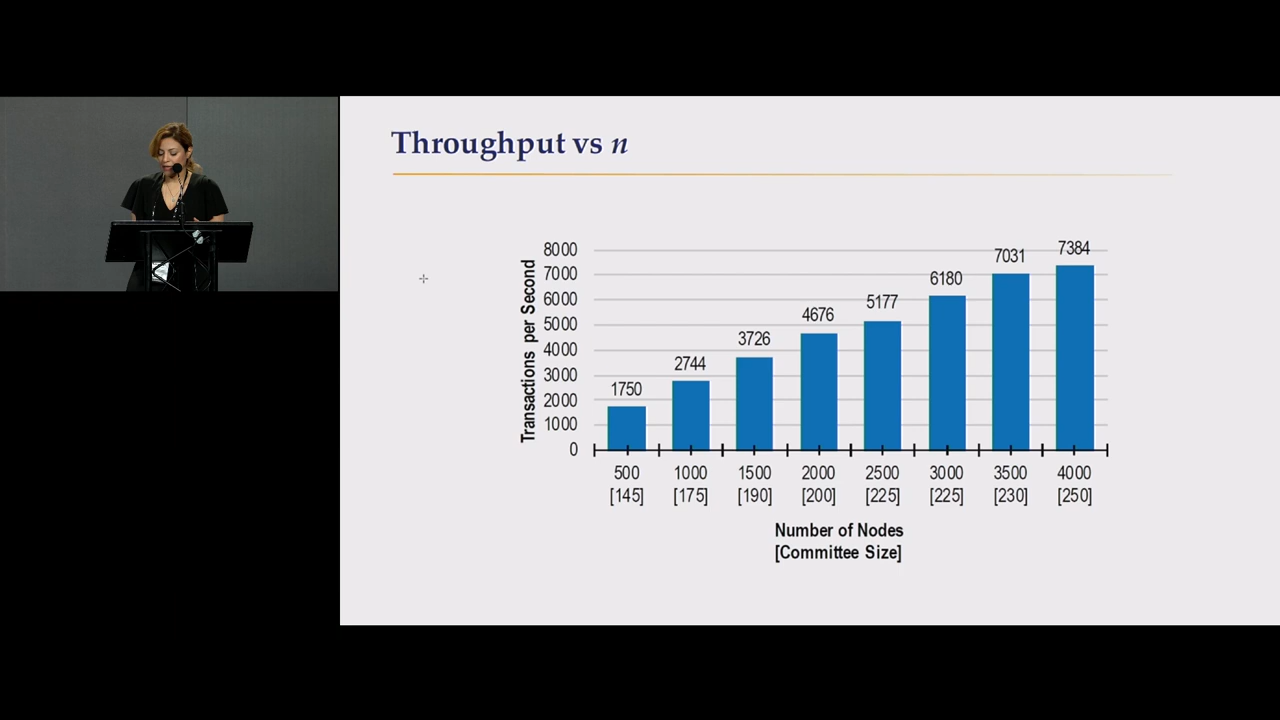 Throughput vs n
8000
7000
6000
5000
4000
3000
2000
1000
0
Transactions per Second
1750
2744
3726
4676
5177
6180
7031
7384
500 1000 1500 2000 2500 3000 3500 4000
[145] [175] [190] [200] [225] [225] [230] [250]
Number of Nodes
[Committee Size]